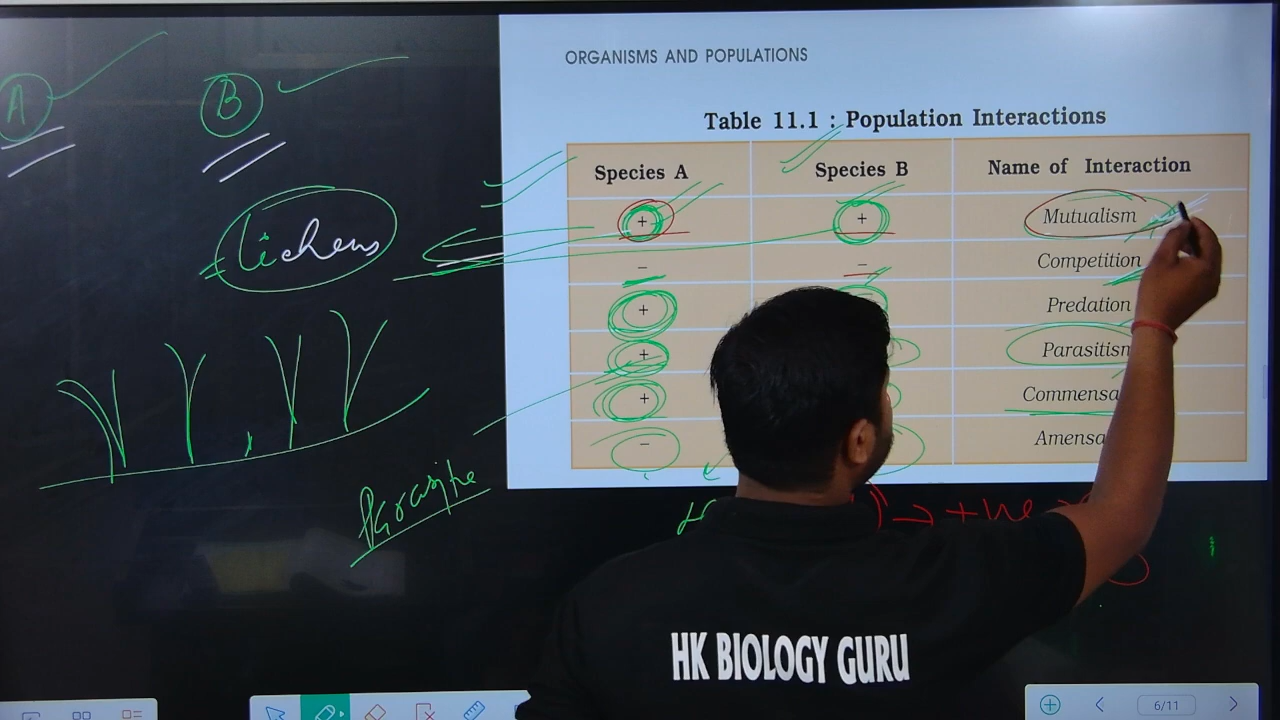 ORGANISMS AND POPULATIONS
A
B
Table 11.1 : Population Interactions
Species A Species B Name of Interaction
+ + Mutualism
Lichens
− − Competition
+ Predation
+ Parasitism
+ Commensa
− Amensa
Parasite
→ +ve
HK BIOLOGY GURU
6/11